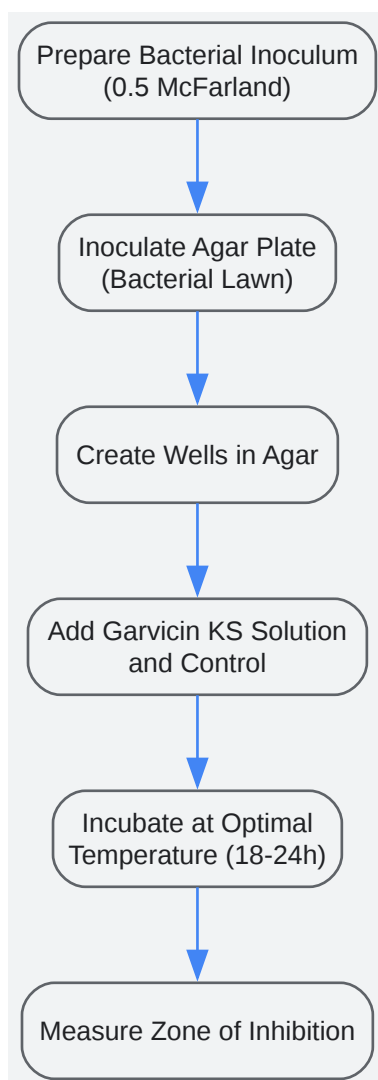 Prepare Bacterial Inoculum
(0.5 McFarland)
Inoculate Agar Plate
(Bacterial Lawn)
Create Wells in Agar
Add Garvicin KS Solution
and Control
Incubate at Optimal
Temperature (18-24h)
Measure Zone of Inhibition